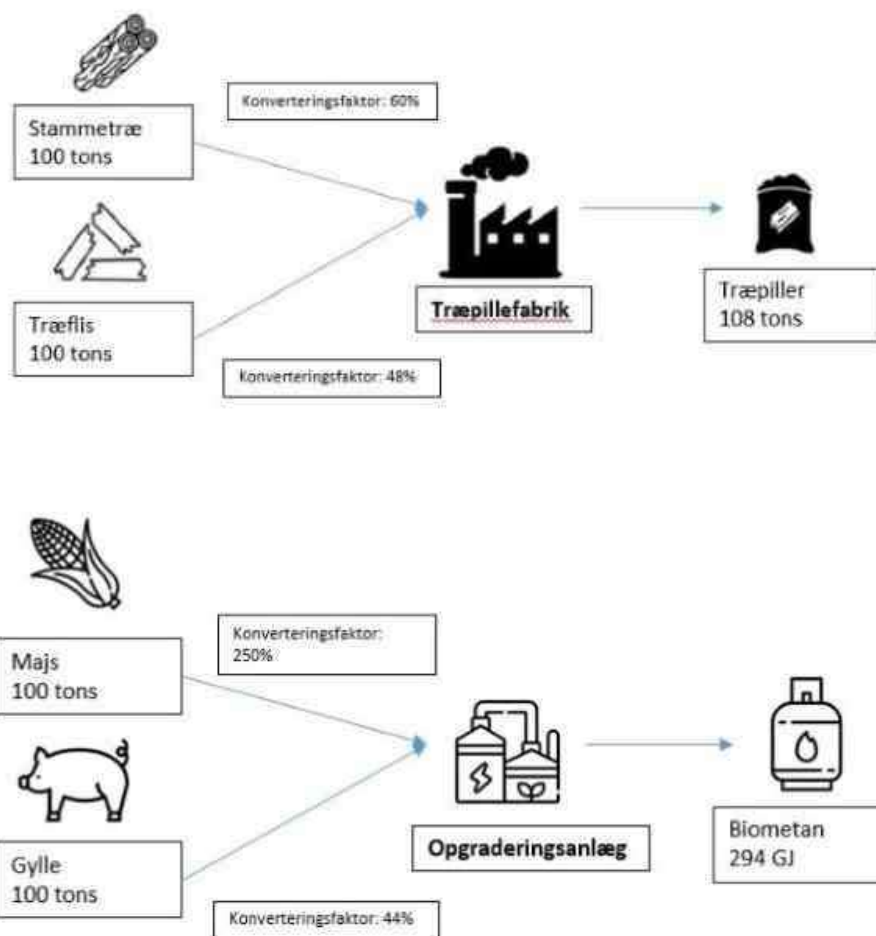 Konverteringsfaktor: 60%
Stammetræ
100 tons
Træflis
100 tons
Konverteringsfaktor: 48%
Træpillefabrik
Træpiller
108 tons
Konverteringsfaktor:
250%
Majs
100 tons
Gylle
100 tons
Konverteringsfaktor: 44%
Opgraderingsanlæg
Biometan
294 GJ